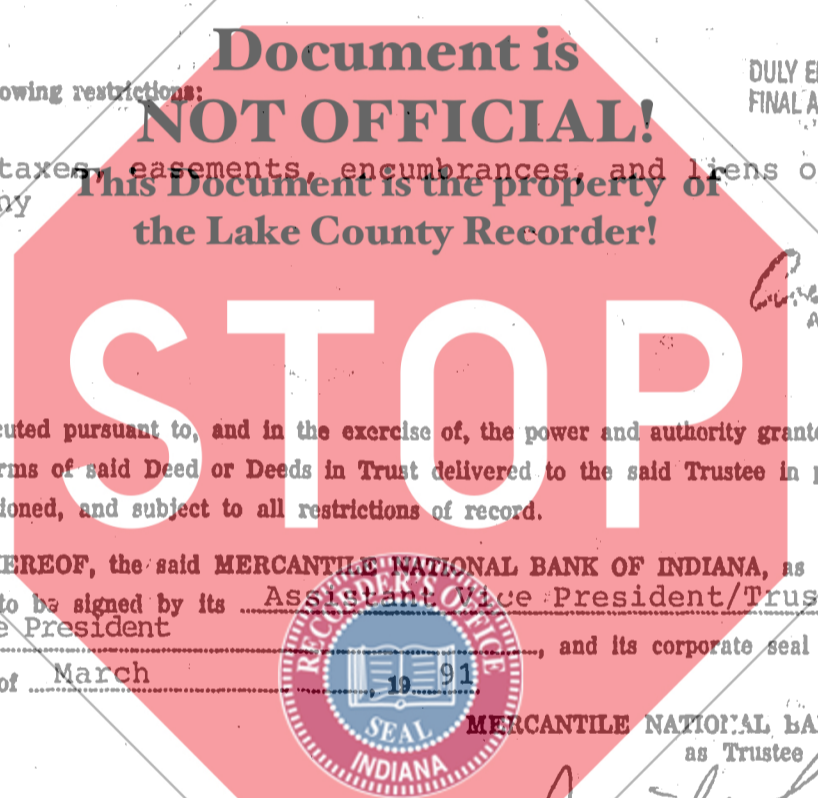 Document is
DULY E
owing restrictions:
FINAL A
NOT OFFICIAL!
taxes, easements, encumbrances, and liens o
This Document is the property of
ny
the Lake County Recorder!
STOP
cuted pursuant to, and in the exercise of, the power and authority grante
rms of said Deed or Deeds in Trust delivered to the said Trustee in p
ioned, and subject to all restrictions of record.
EREOF, the said MERCANTILE NATIONAL BANK OF INDIANA, as
to be signed by its Assistant Vice President/Trus
e President
, and its corporate seal
of March, 19 91
RECORDER'S OFFICE
SEAL
INDIANA
MERCANTILE NATIONAL BA
as Trustee